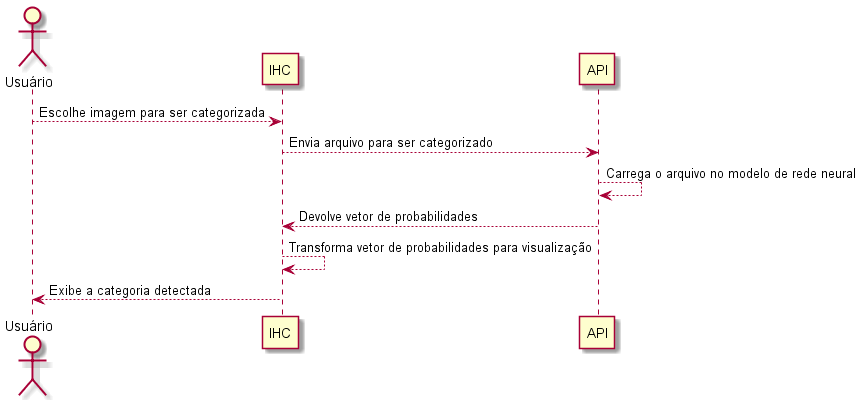 Usuário
IHC
API
Escolhe imagem para ser categorizada
Envia arquivo para ser categorizado
Carrega o arquivo no modelo de rede neural
Devolve vetor de probabilidades
Transforma vetor de probabilidades para visualização
Exibe a categoria detectada
Usuário
IHC
API